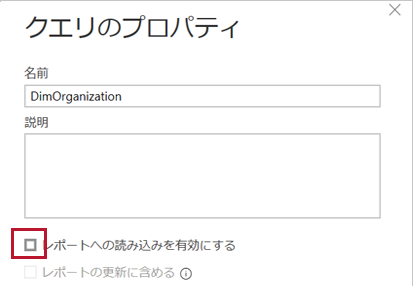 クエリのプロパティ
名前
DimOrganization
説明
レポートへの読み込みを有効にする
レポートの更新に含める